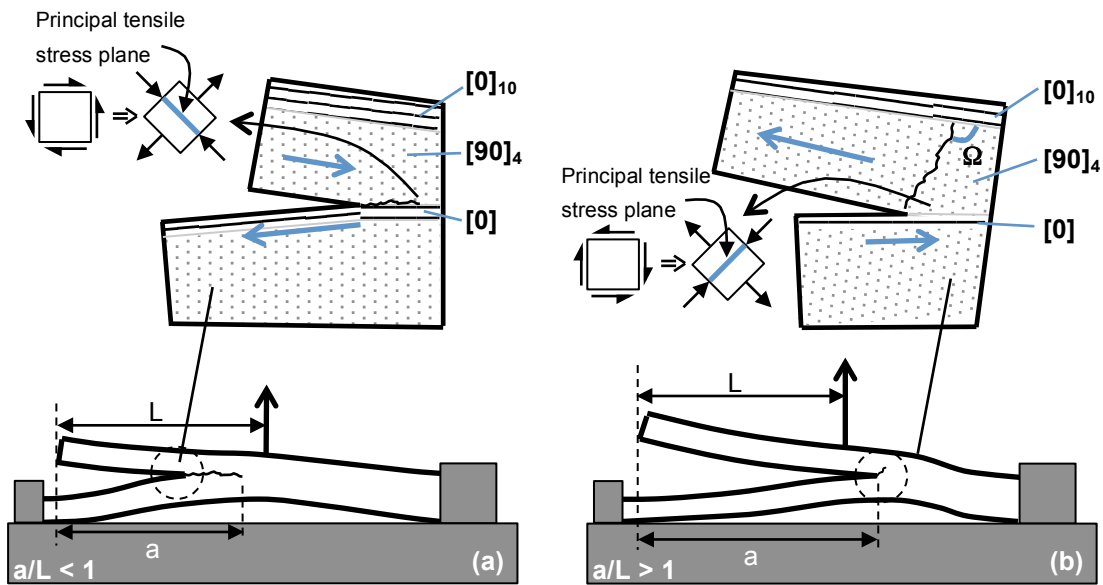 Principal tensile
stress plane
⇒
[0]10
[90]4
[0]
L
a
a/L < 1
(a)
[0]10
Ω
[90]4
Principal tensile
stress plane
⇒
[0]
L
a
a/L > 1
(b)